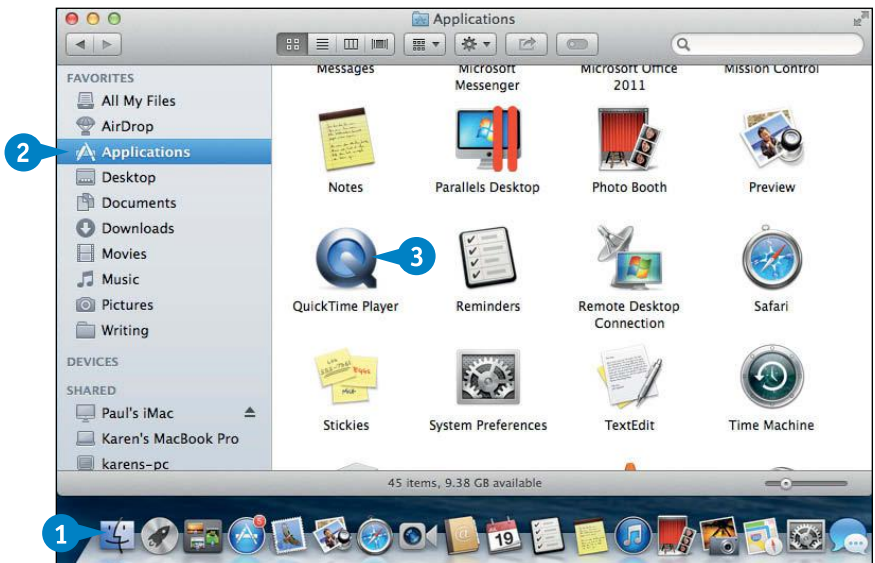 Applications
FAVORITES
All My Files
AirDrop
2
Applications
Desktop
Documents
Downloads
Movies
Music
Pictures
Writing
DEVICES
SHARED
Paul's iMac
Karen's MacBook Pro
karens-pc
Messages
Microsoft Messenger
Microsoft Office 2011
Mission Control
Notes
Parallels Desktop
Photo Booth
Preview
3
QuickTime Player
Reminders
Remote Desktop Connection
Safari
Stickies
System Preferences
TextEdit
Time Machine
45 items, 9.38 GB available
1
5
19